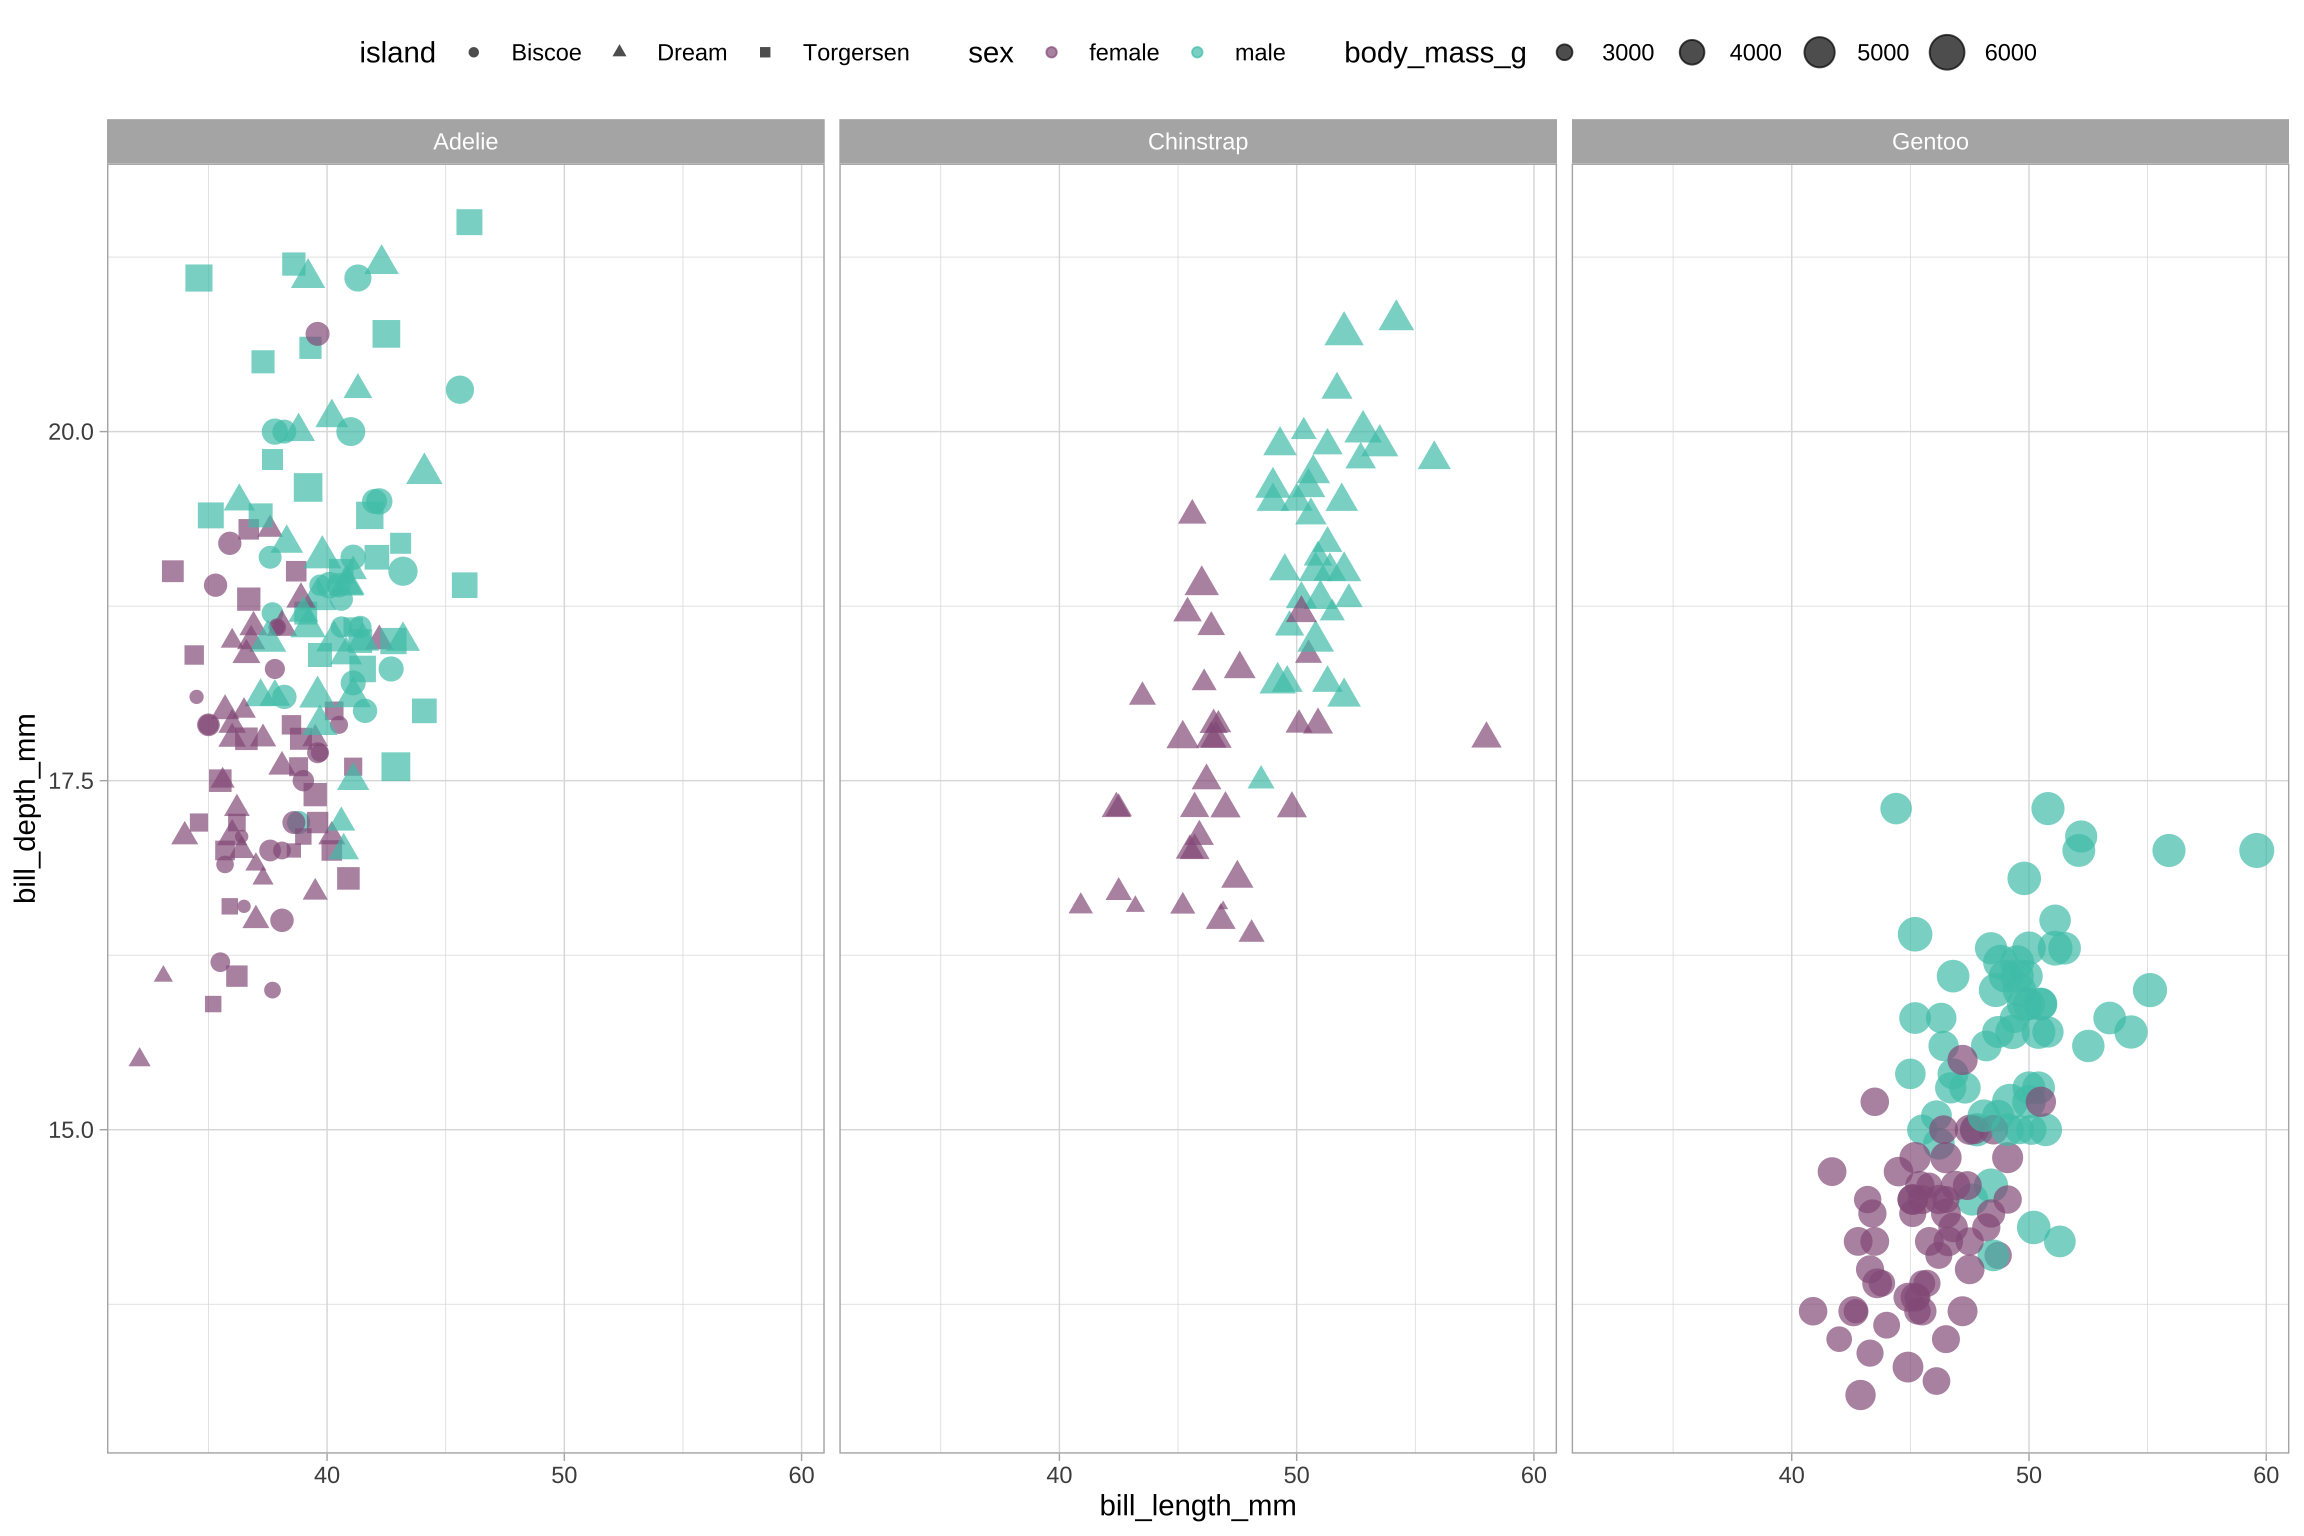 island Biscoe Dream Torgersen sex female male body_mass_g 3000 4000 5000 6000
Adelie Chinstrap Gentoo
20.0
17.5
15.0
bill_depth_mm
40 50 60 40 50 60 40 50 60
bill_length_mm